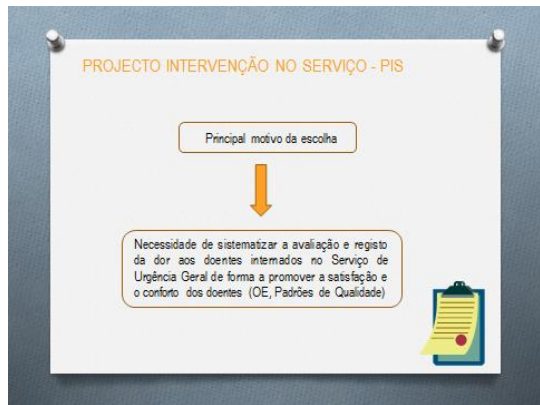 PROJECTO INTERVENÇÃO NO SERVIÇO - PIS
Principal motivo da escolha
Necessidade de sistematizar a avaliação e registo
da dor aos doentes internados no Serviço de
Urgência Geral de forma a promover a satisfação e
o conforto dos doentes (OE, Padrões de Qualidade)